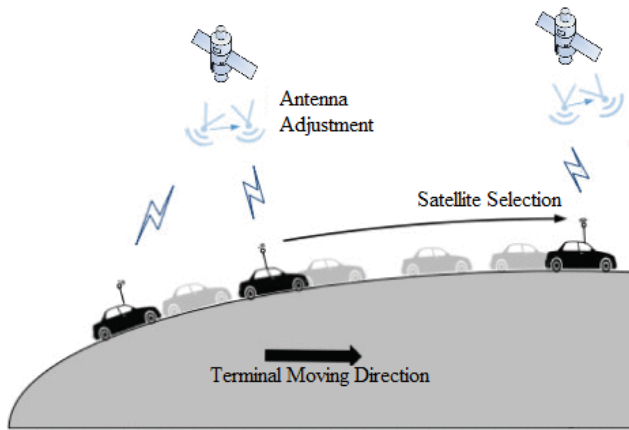 Antenna
Adjustment
Satellite Selection
Terminal Moving Direction